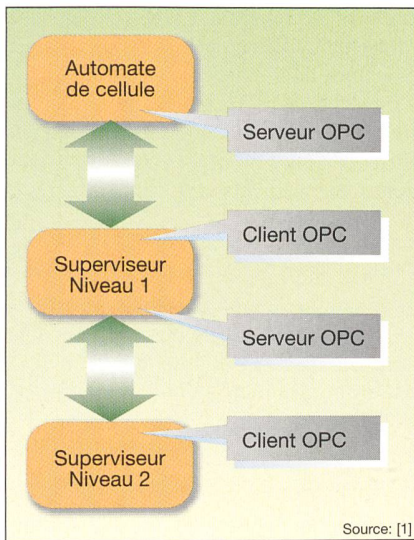 Automate
de cellule
Serveur OPC
Client OPC
Superviseur
Niveau 1
Serveur OPC
Client OPC
Superviseur
Niveau 2
Source: [1]